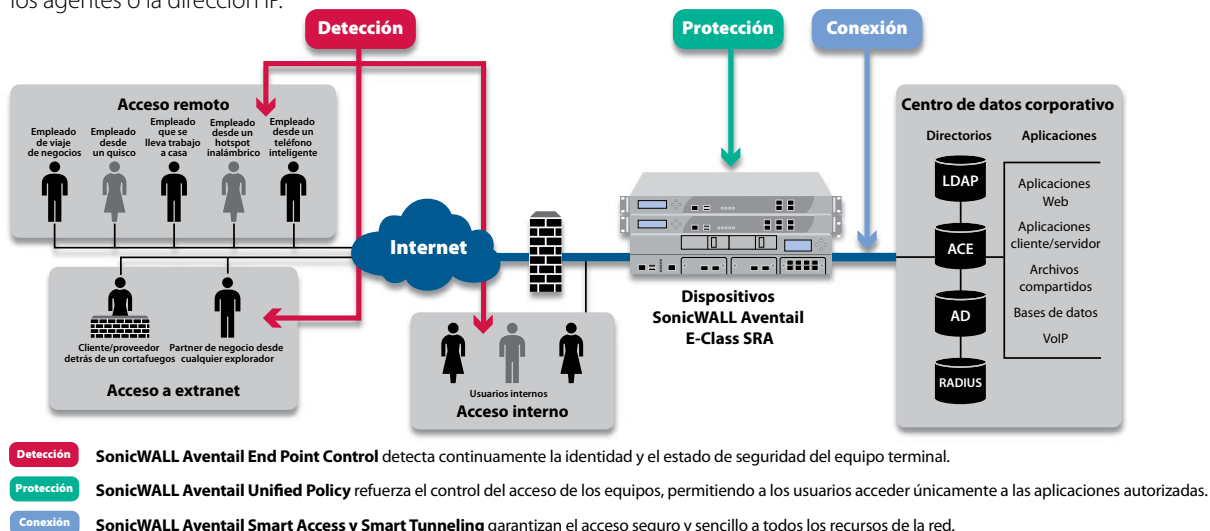 los agentes o la dirección IP.
Detección
Protección
Conexión
Acceso remoto
Empleado
de viaje
de negocios
Empleado
desde
un quisco
Empleado
que se
lleva trabajo
a casa
Empleado
desde un
hotspot
inalámbrico
Empleado
desde un
teléfono
inteligente
Internet
Cliente/proveedor
detrás de un cortafuegos
Partner de negocio desde
cualquier explorador
Acceso a extranet
Usuarios internos
Acceso interno
Dispositivos
SonicWALL Aventail
E-Class SRA
Centro de datos corporativo
Directorios
LDAP
ACE
AD
RADIUS
Aplicaciones
Aplicaciones
Web
Aplicaciones
cliente/servidor
Archivos
compartidos
Bases de datos
VoIP
Detección SonicWALL Aventail End Point Control detecta continuamente la identidad y el estado de seguridad del equipo terminal.
Protección SonicWALL Aventail Unified Policy refuerza el control del acceso de los equipos, permitiendo a los usuarios acceder únicamente a las aplicaciones autorizadas.
Conexión SonicWALL Aventail Smart Access y Smart Tunneling garantizan el acceso seguro y sencillo a todos los recursos de la red.